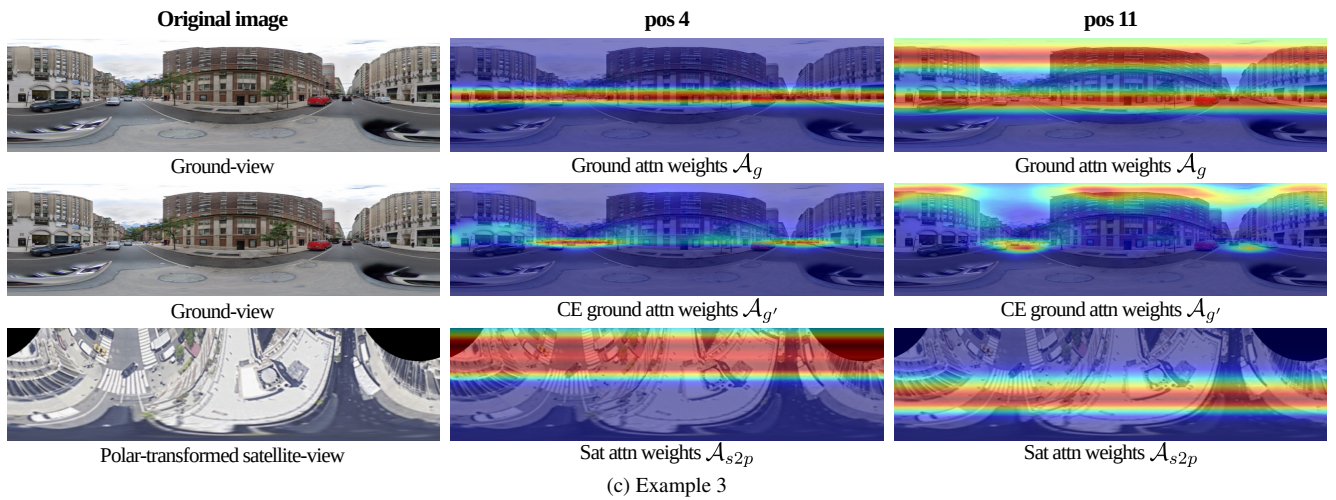 Original image pos 4 pos 11
Ground-view Ground attn weights 𝒜_g Ground attn weights 𝒜_g
Ground-view CE ground attn weights 𝒜_g′ CE ground attn weights 𝒜_g′
Polar-transformed satellite-view Sat attn weights 𝒜_s2p Sat attn weights 𝒜_s2p
(c) Example 3